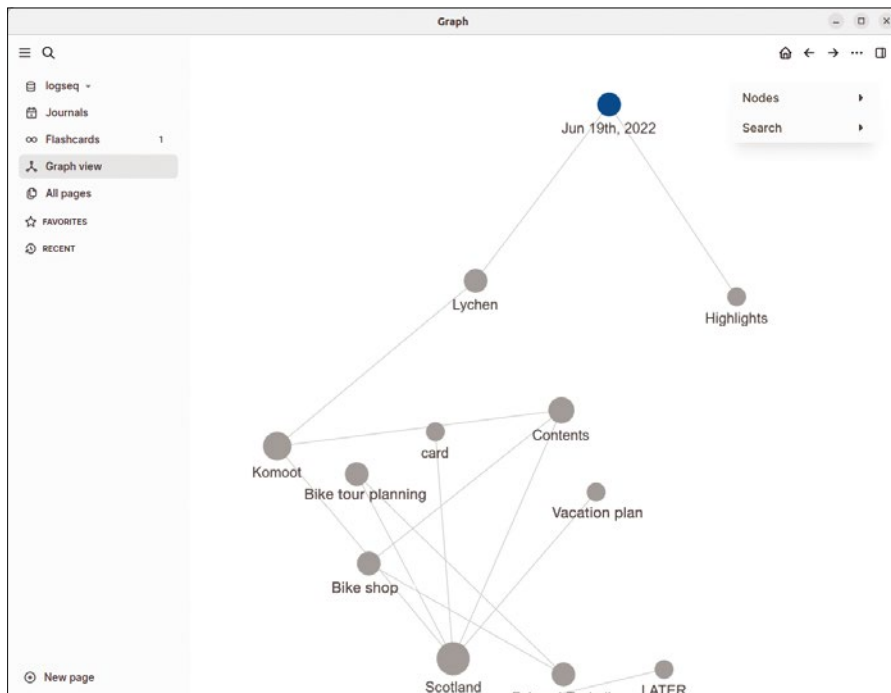 Graph
logseq
Journals
Flashcards 1
Graph view
All pages
FAVORITES
RECENT
New page
Nodes
Search
Jun 19th, 2022
Lychen
Highlights
Contents
card
Komoot
Bike tour planning
Vacation plan
Bike shop
Scotland
LATER